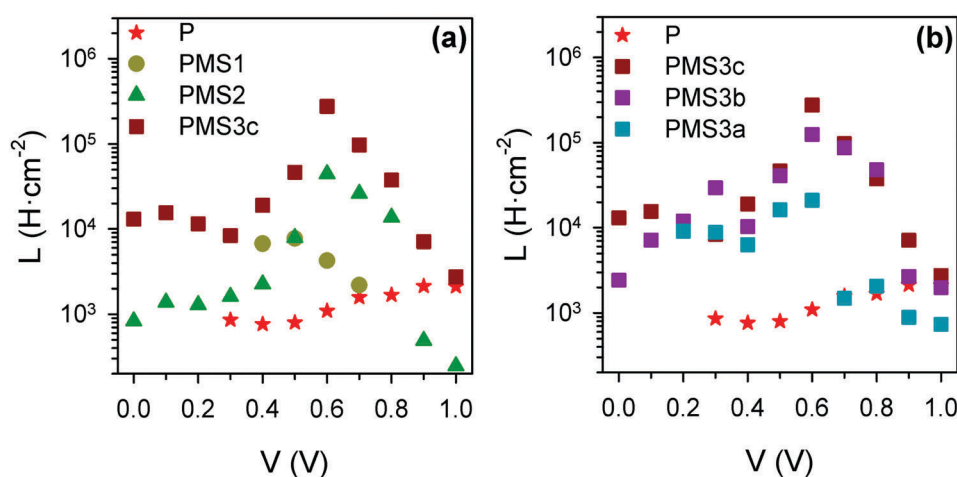 (a)
P
PMS1
PMS2
PMS3c
10⁶
10⁵
10⁴
10³
L (H·cm⁻²)
0.0 0.2 0.4 0.6 0.8 1.0
V (V)
(b)
P
PMS3c
PMS3b
PMS3a
10⁶
10⁵
10⁴
10³
L (H·cm⁻²)
0.0 0.2 0.4 0.6 0.8 1.0
V (V)